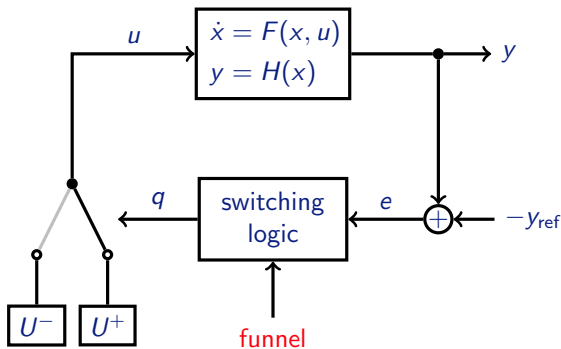 u
ẋ = F(x, u)
y = H(x)
y
q
switching
logic
e
+
−y_ref
U⁻
U⁺
funnel